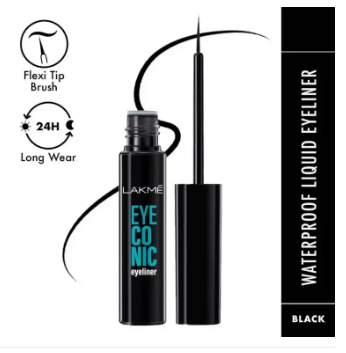 Flexi Tip
Brush
24H
Long Wear
LAKMĒ
EYE
CO
NIC
eyeliner
WATERPROOF LIQUID EYELINER
BLACK